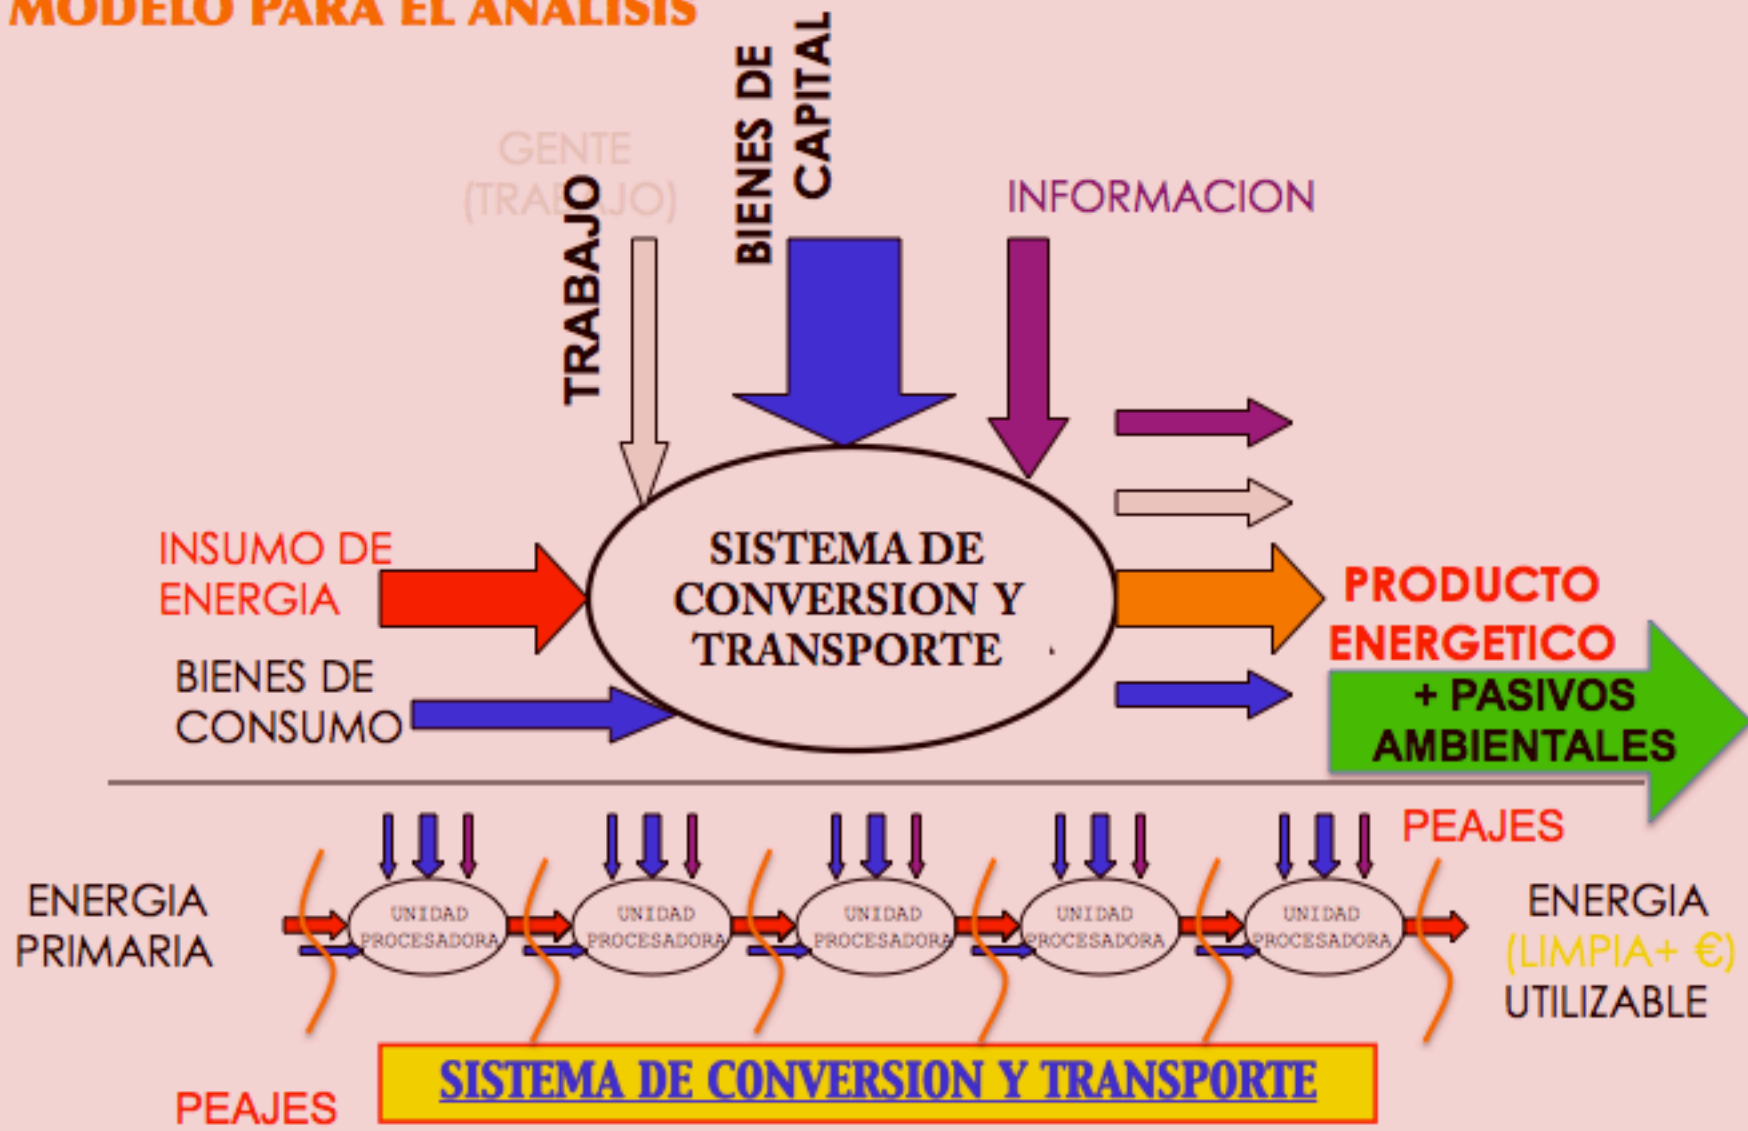 MODELO PARA EL ANALISIS
BIENES DE
CAPITAL
GENTE
(TRABAJO)
TRABAJO
INFORMACION
INSUMO DE
ENERGIA
BIENES DE
CONSUMO
SISTEMA DE
CONVERSION Y
TRANSPORTE
PRODUCTO
ENERGETICO
+ PASIVOS
AMBIENTALES
PEAJES
ENERGIA
PRIMARIA
UNIDAD
PROCESADORA
UNIDAD
PROCESADORA
UNIDAD
PROCESADORA
UNIDAD
PROCESADORA
UNIDAD
PROCESADORA
ENERGIA
(LIMPIA+ €)
UTILIZABLE
SISTEMA DE CONVERSION Y TRANSPORTE
PEAJES